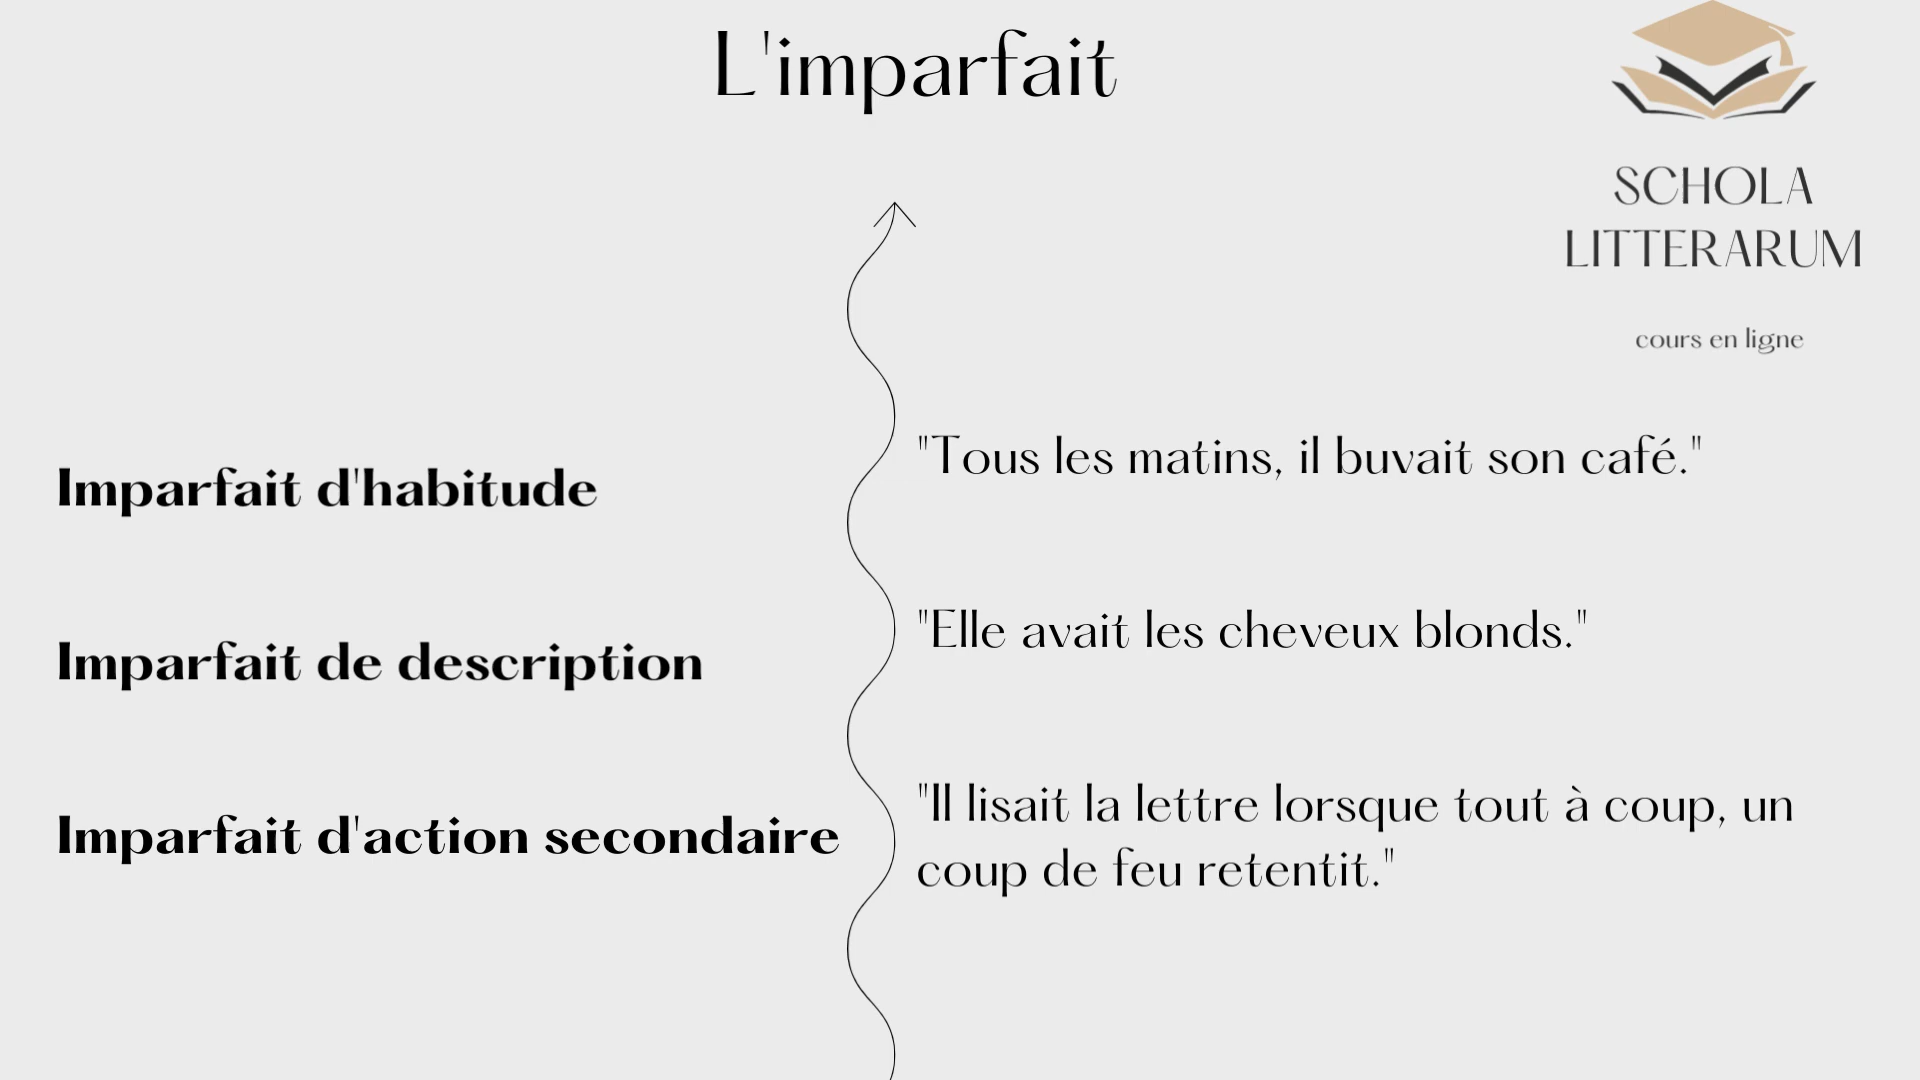 L'imparfait
SCHOLA
LITTERARUM
cours en ligne
Imparfait d'habitude
"Tous les matins, il buvait son café."
Imparfait de description
"Elle avait les cheveux blonds."
Imparfait d'action secondaire
"Il lisait la lettre lorsque tout à coup, un
coup de feu retentit."